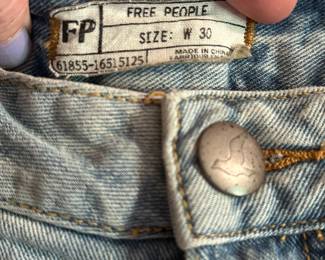 FP
FREE PEOPLE
SIZE: W 30
MADE IN CHINA
61855-16515125